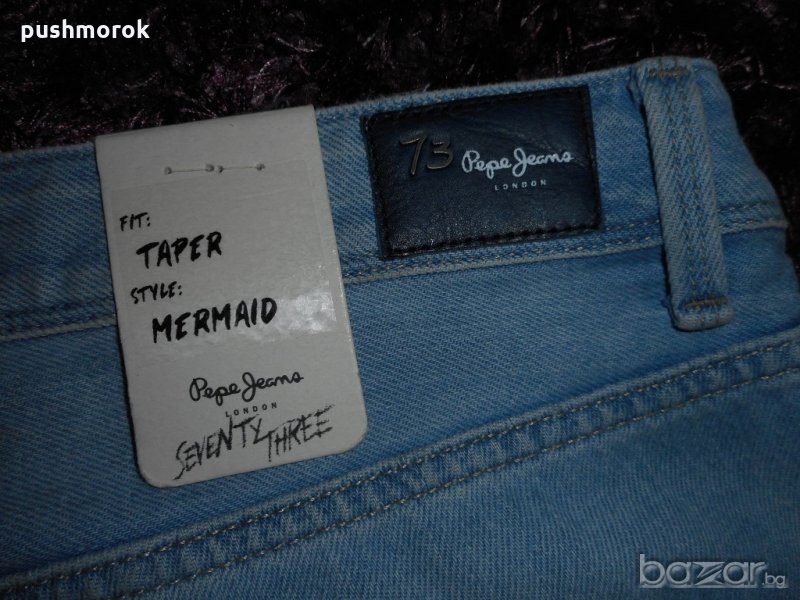 pushmorok
73 Pepe Jeans
LONDON
FIT:
TAPER
STYLE:
MERMAID
Pepe Jeans
LONDON
SEVENTY THREE
bazar.bg